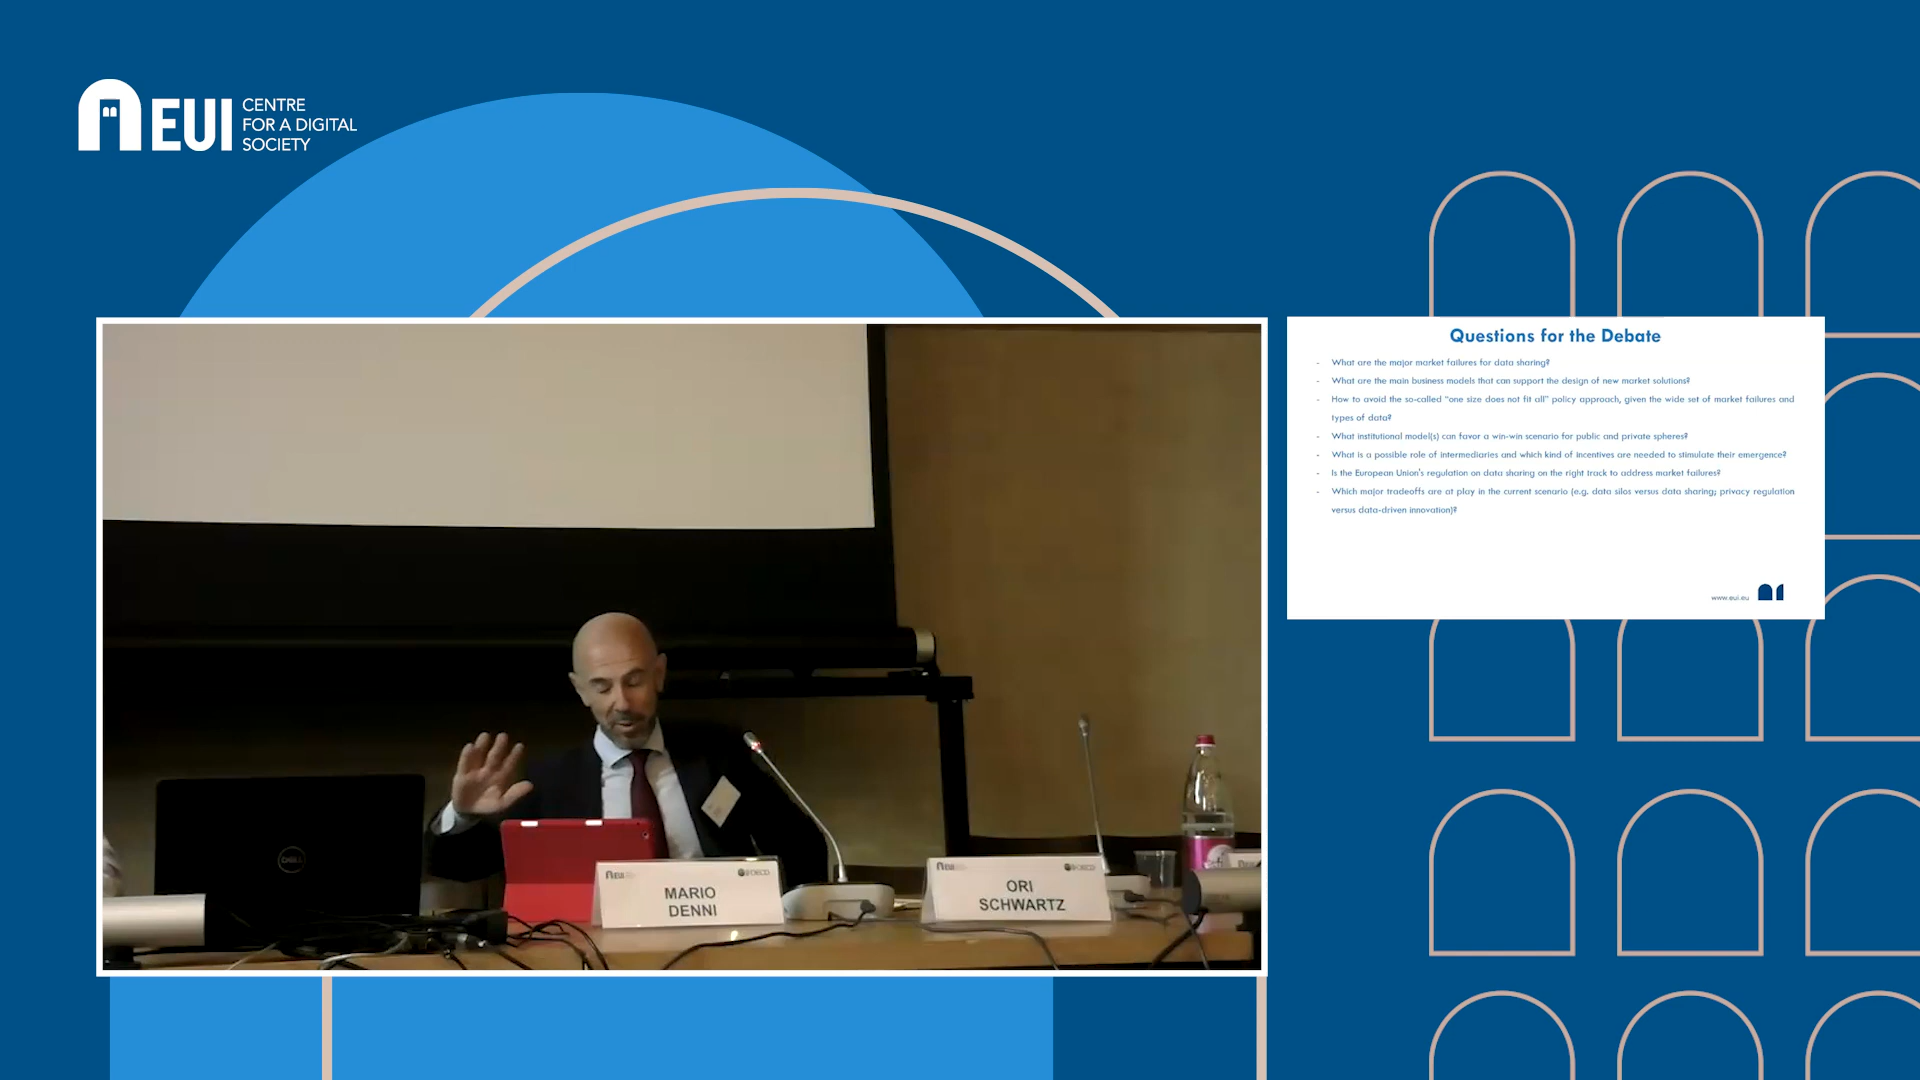 EUI
CENTRE
FOR A DIGITAL
SOCIETY
Questions for the Debate
- What are the major market failures for data sharing?
- What are the main business models that can support the design of new market solutions?
- How to avoid the so-called “one size does not fit all” policy approach, given the wide set of market failures and
types of data?
- What institutional model(s) can favor a win-win scenario for public and private spheres?
- What is a possible role of intermediaries and which kind of incentives are needed to stimulate their emergence?
- Is the European Union's regulation on data sharing on the right track to address market failures?
- Which major tradeoffs are at play in the current scenario (e.g. data silos versus data sharing; privacy regulation
versus data-driven innovation)?
www.eui.eu
DELL
EUI
OECD
MARIO
DENNI
EUI
OECD
ORI
SCHWARTZ